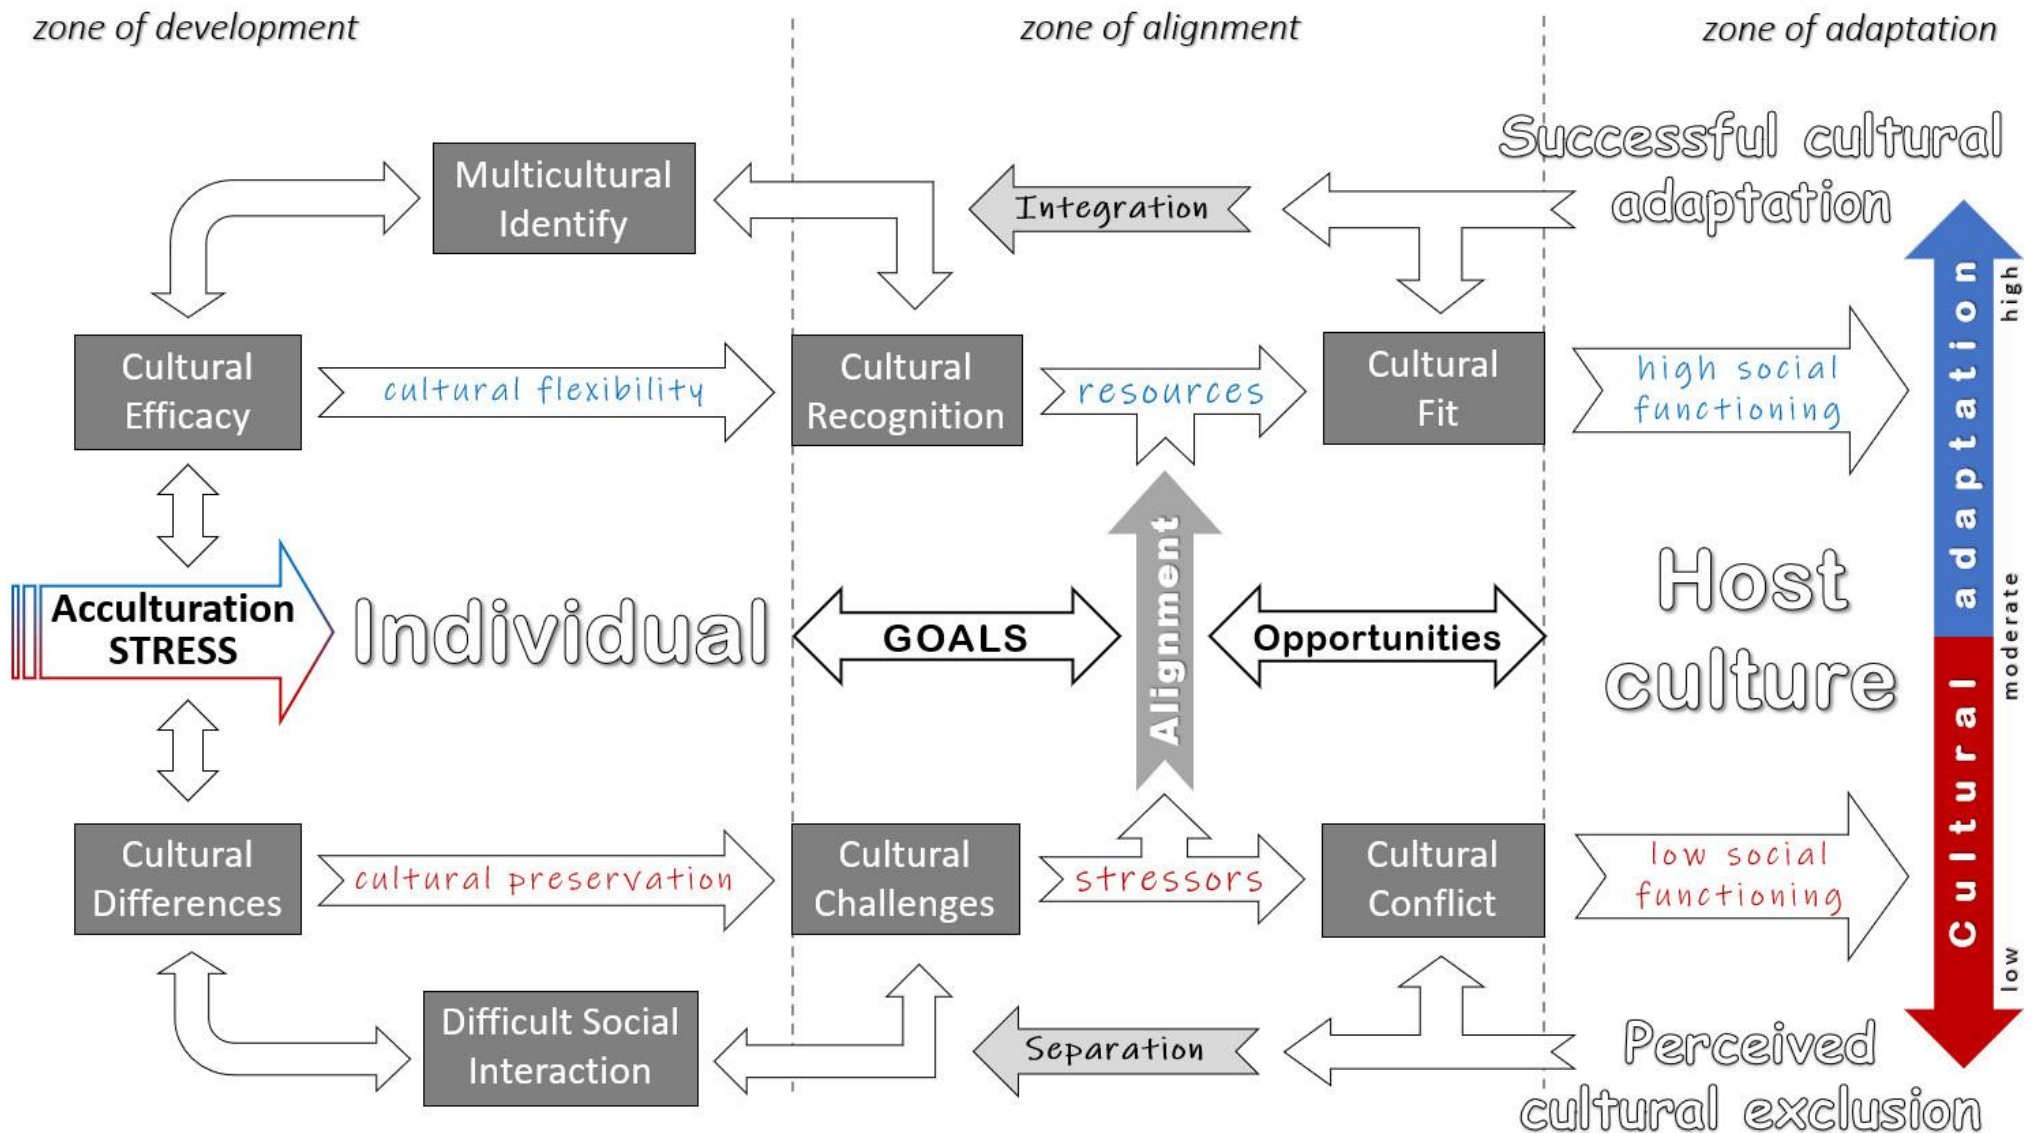 zone of development
zone of alignment
zone of adaptation
Successful cultural
adaptation
Multicultural
Identify
Integration
Cultural
Efficacy
cultural flexibility
Cultural
Recognition
resources
Cultural
Fit
high social
functioning
Acculturation
STRESS
Individual
GOALS
Alignment
Opportunities
Host
culture
Cultural adaptation
high
moderate
low
Cultural
Differences
cultural preservation
Cultural
Challenges
stressors
Cultural
Conflict
low social
functioning
Difficult Social
Interaction
Separation
Perceived
cultural exclusion